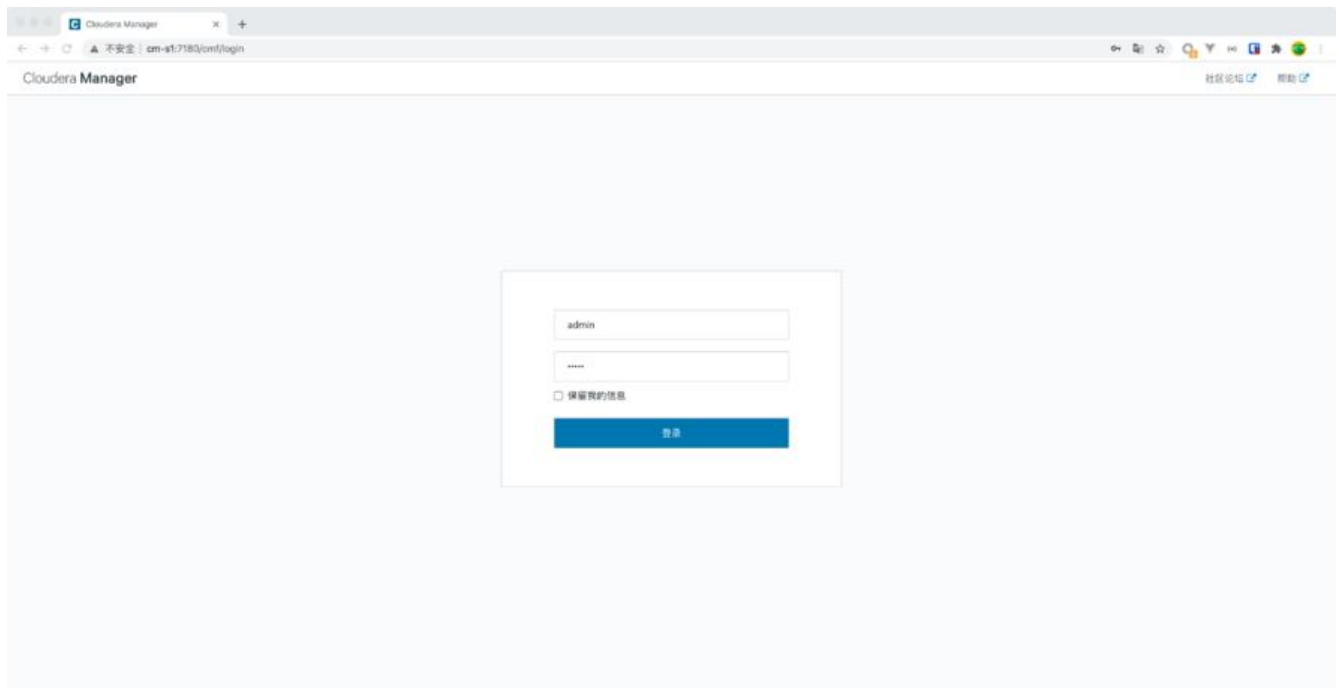 Cloudera Manager
不安全 | cm-s1:7180/cmf/login
Cloudera Manager
社区论坛 帮助
admin
•••••
保留我的信息
登录